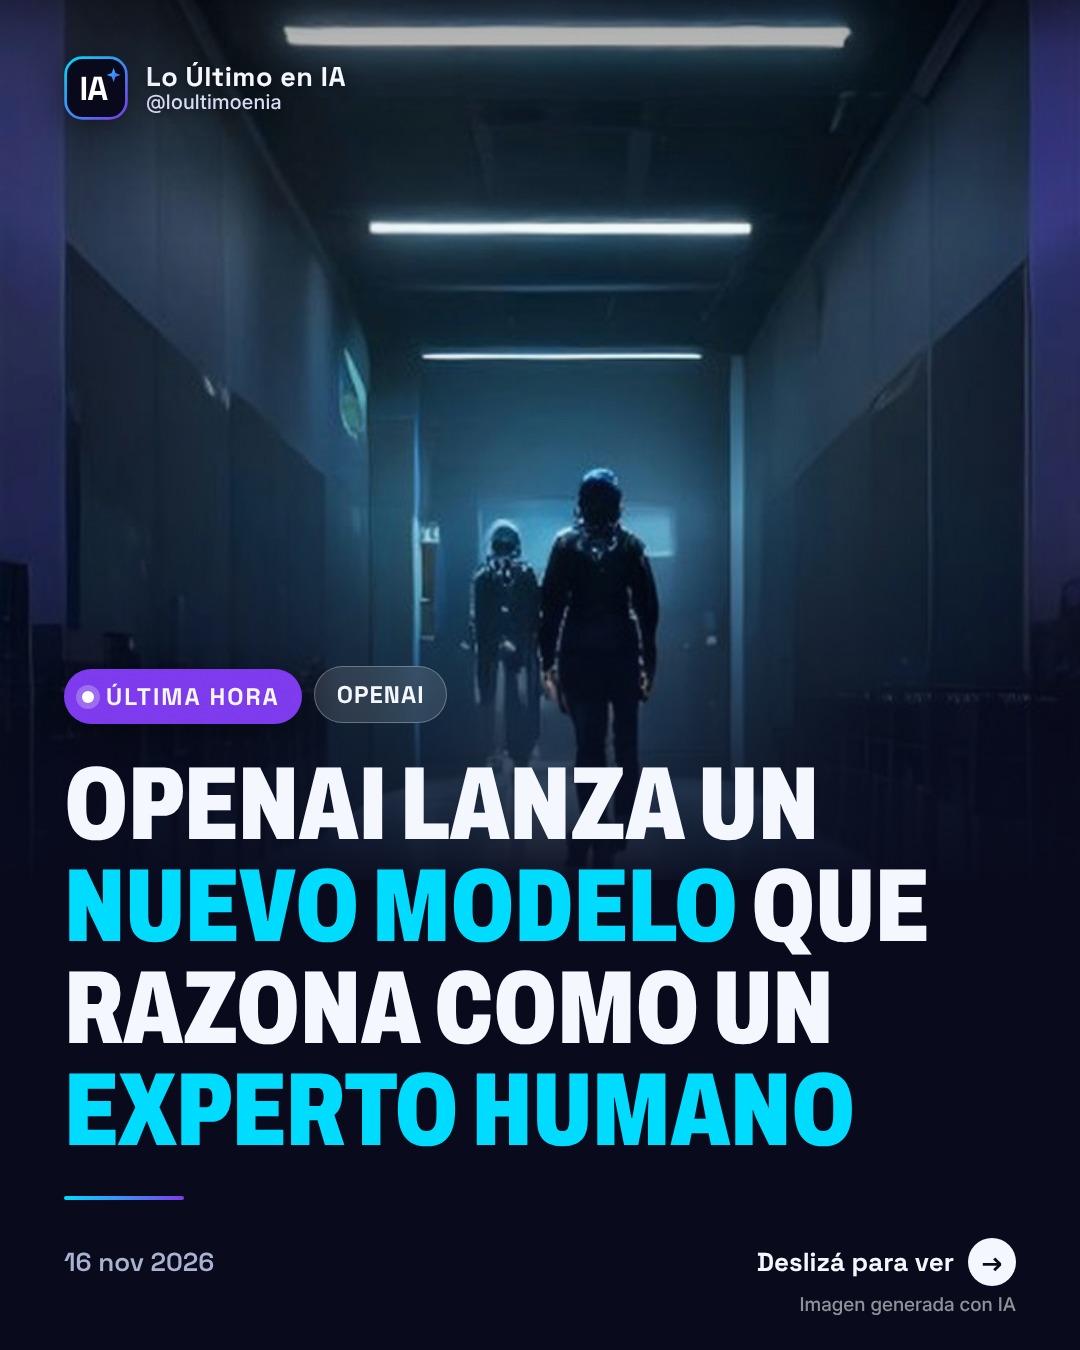 IA
Lo Último en IA
@loultimoenia
ÚLTIMA HORA
OPENAI
OPENAI LANZA UN
NUEVO MODELO QUE
RAZONA COMO UN
EXPERTO HUMANO
16 nov 2026
Deslizá para ver →
Imagen generada con IA